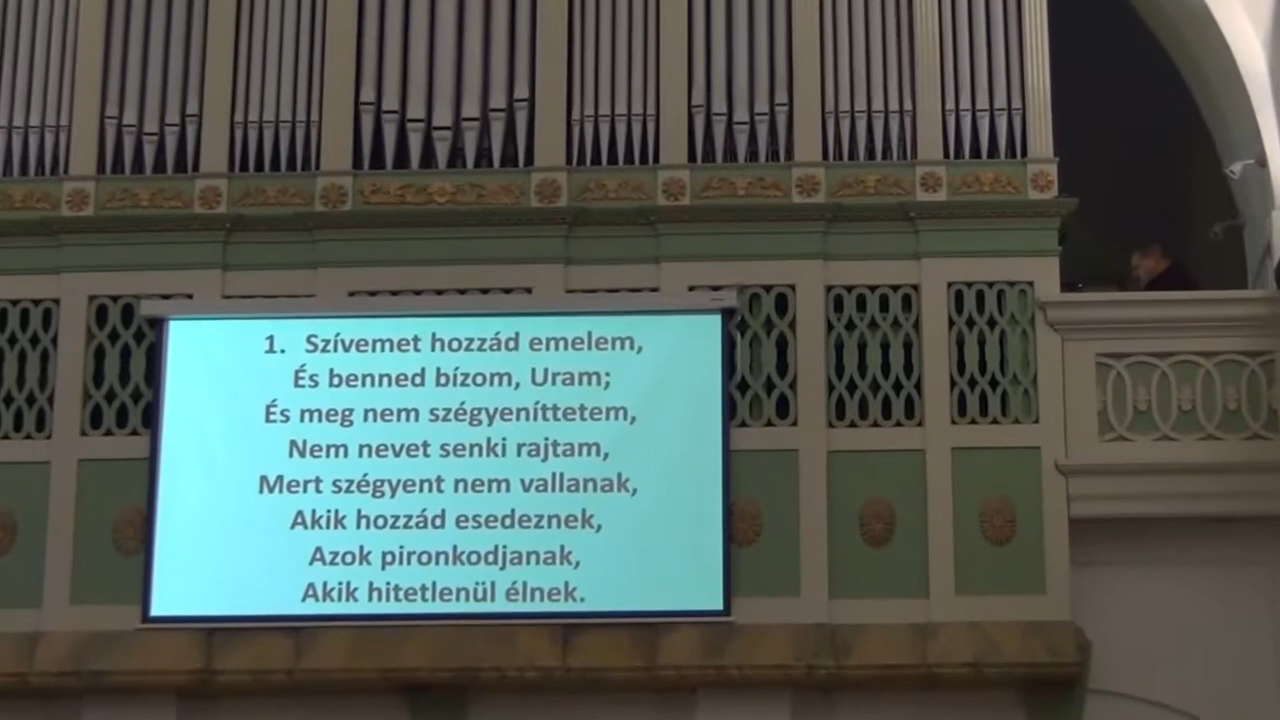 1. Szívemet hozzád emelem,
És benned bízom, Uram;
És meg nem szégyeníttetem,
Nem nevet senki rajtam,
Mert szégyent nem vallanak,
Akik hozzád esedeznek,
Azok pironkodjanak,
Akik hitetlenül élnek.